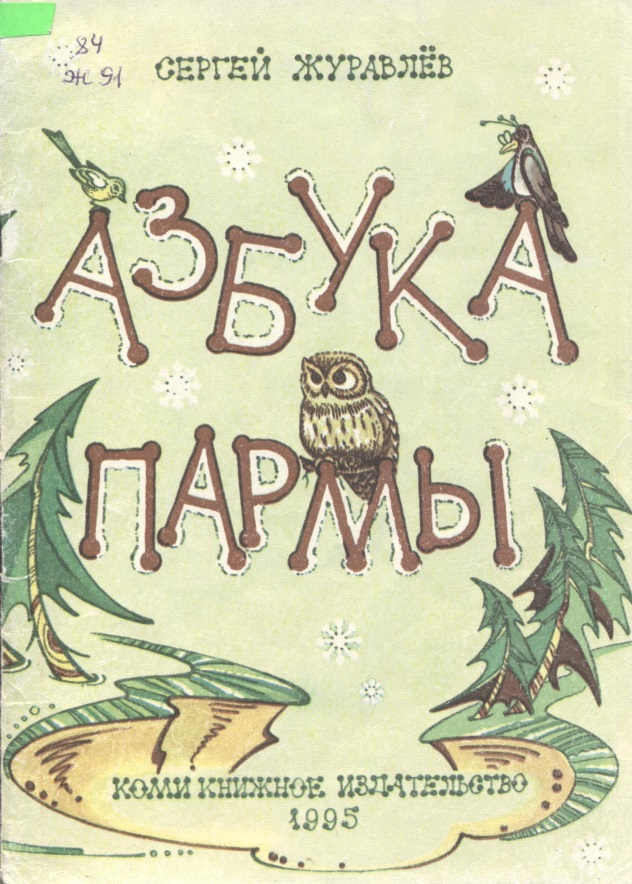 84
Ж 91
СЕРГЕЙ ЖУРАВЛЁВ
АЗБУКА
ПАРМЫ
КОМИ КНИЖНОЕ ИЗДАТЕЛЬСТВО
1995